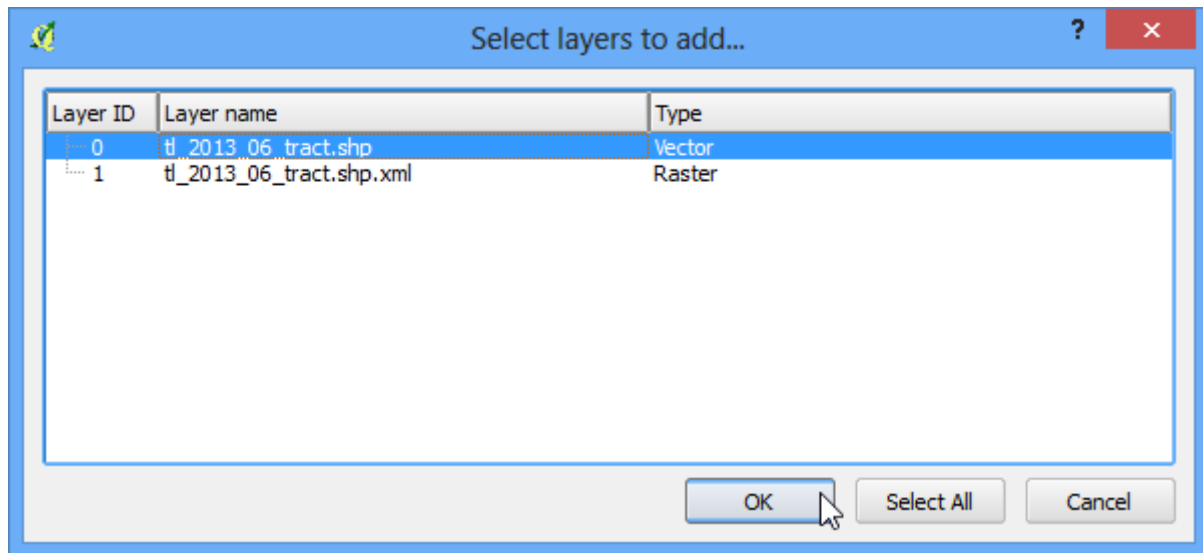 Select layers to add...
? ×
Layer ID Layer name Type
0 tl_2013_06_tract.shp Vector
1 tl_2013_06_tract.shp.xml Raster
OK Select All Cancel